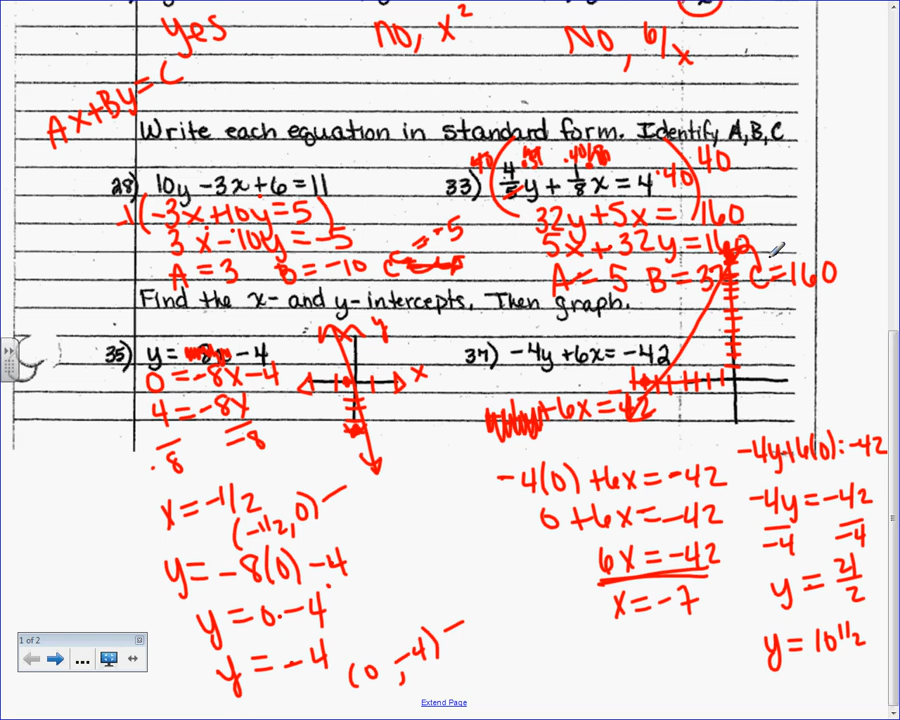 yes
no, x²
No, 6/x
Ax+By=C
Write each equation in standard form. Identify A,B,C
28) 10y -3x+6=11
-1(-3x+10y=5)
3x-10y=-5
A=3 B=-10 C=-5
33) 4/5 y + 1/8 x = 4
40 ·40/8 ·40 40
32y+5x=160
5x+32y=160
A=5 B=32 C=160
Find the x- and y-intercepts. Then graph.
35) y= -8x-4
0=-8x-4
4=-8x
-8 -8
x=-1/2
(-1/2,0)
y=-8(0)-4
y=0-4
y=-4 (0,-4)
y
x
37) -4y+6x=-42
+6x=42
-4(0)+6x=-42
0+6x=-42
6x=-42
x=-7
-4y+6(0)=-42
-4y=-42
-4 -4
y=21/2
y=10 1/2
1 of 2
...
Extend Page